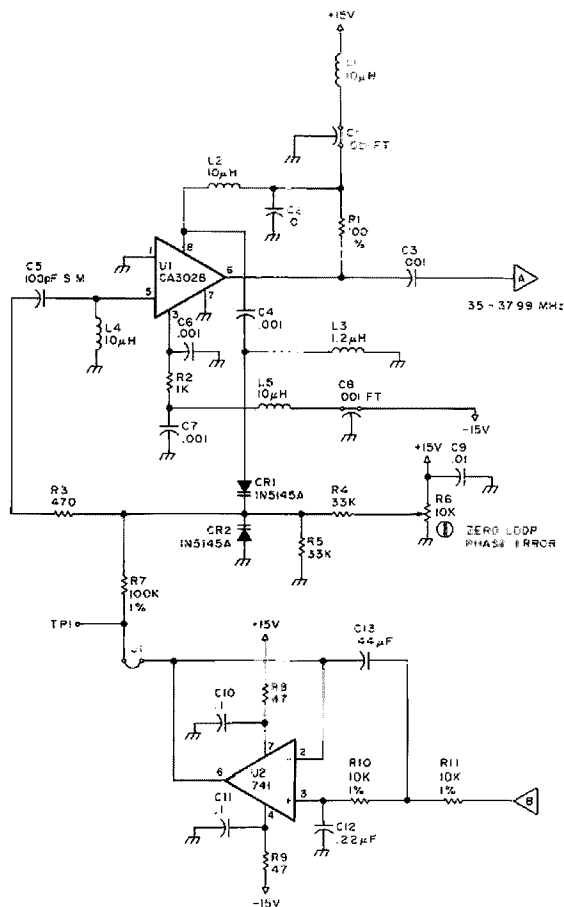 +15V
L1
10µH
C1
.001 FT
L2
10µH
C2
R1
100
%
U1
CA3028
1
8
6
5
7
3
C5
100pF S.M.
C3
.001
A
35 - 37.99 MHz
L4
10µH
C6
.001
C4
.001
L3
1.2µH
R2
1K
L5
10µH
C8
.001 FT
C7
.001
-15V
+15V
C9
.01
CR1
1N5145A
R3
470
R4
33K
R6
10K
ZERO LOOP
PHASE ERROR
CR2
1N5145A
R5
33K
R7
100K
1%
TP1
J1
+15V
C13
.44µF
R8
47
C10
.1
7
2
6
U2
741
3
4
R10
10K
1%
R11
10K
1%
B
C11
.1
C12
.22µF
R9
47
-15V